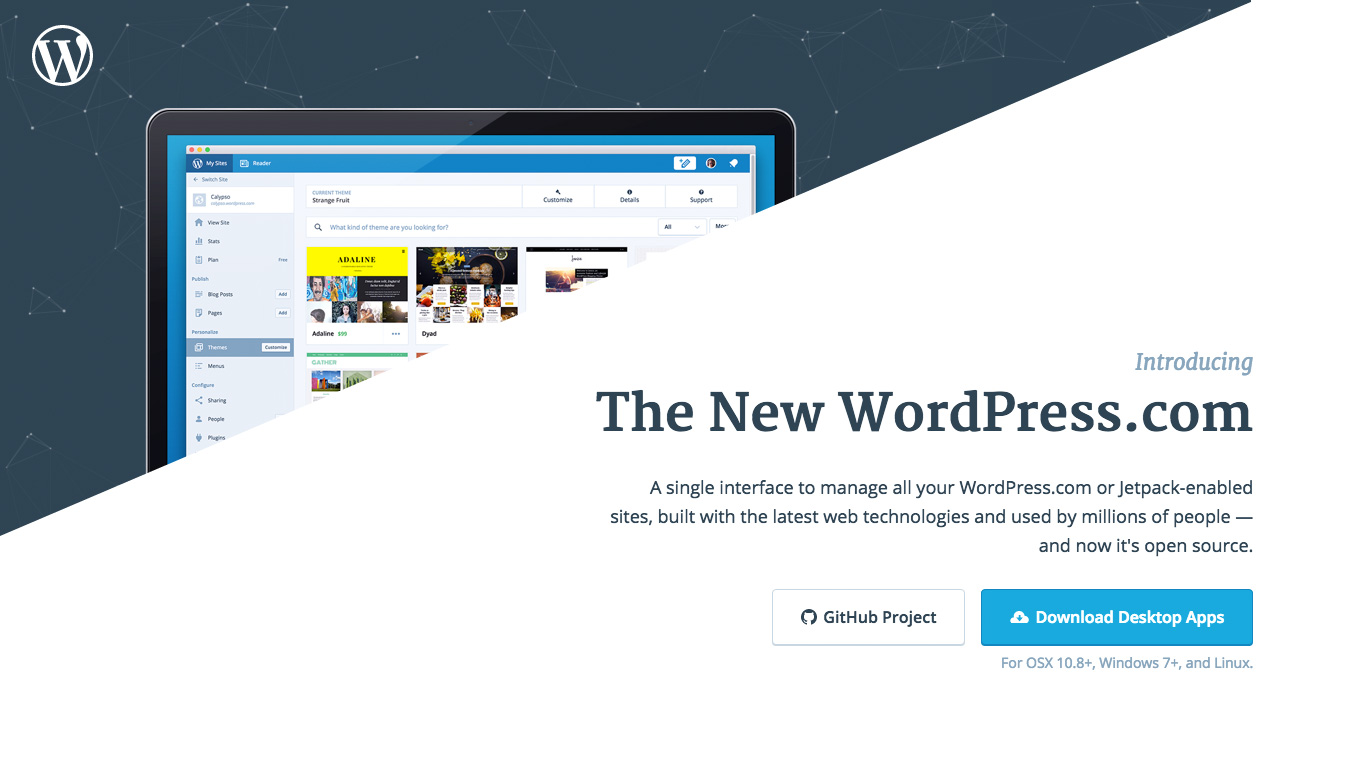 My Sites
Reader
Switch Site
Calypso
calypso.wordpress.com
CURRENT THEME
Strange Fruit
Customize
Details
Support
View Site
What kind of theme are you looking for?
All
Stats
Plan
Free
Publish
Blog Posts
Add
Pages
Add
Personalize
Themes
Customize
Menus
Configure
Sharing
People
Plugins
ADALINE
Adaline $99
Dyad
GATHER
Introducing
The New WordPress.com
A single interface to manage all your WordPress.com or Jetpack-enabled
sites, built with the latest web technologies and used by millions of people —
and now it's open source.
GitHub Project
Download Desktop Apps
For OSX 10.8+, Windows 7+, and Linux.